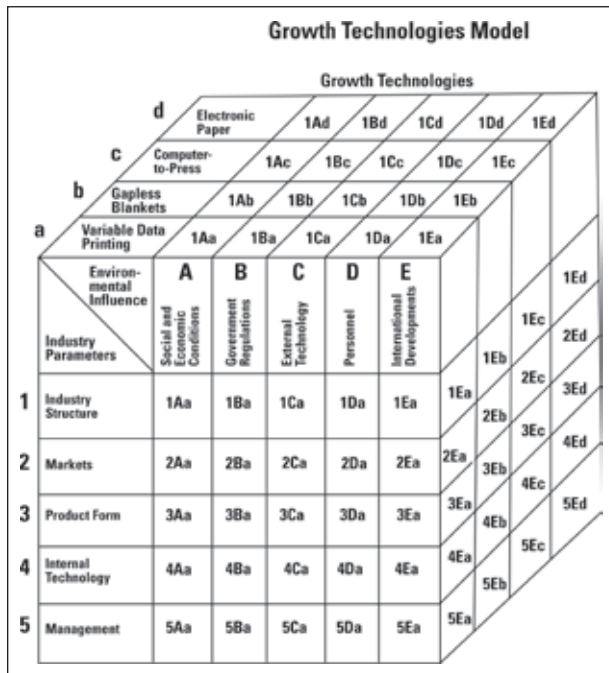 Growth Technologies Model
Growth Technologies
d Electronic Paper 1Ad 1Bd 1Cd 1Dd 1Ed
c Computer-to-Press 1Ac 1Bc 1Cc 1Dc 1Ec
b Gapless Blankets 1Ab 1Bb 1Cb 1Db 1Eb
a Variable Data Printing 1Aa 1Ba 1Ca 1Da 1Ea
Environ-
mental
Influence
Industry
Parameters
A Social and Economic Conditions
B Government Regulations
C External Technology
D Personnel
E International Developments
1 Industry Structure 1Aa 1Ba 1Ca 1Da 1Ea
2 Markets 2Aa 2Ba 2Ca 2Da 2Ea
3 Product Form 3Aa 3Ba 3Ca 3Da 3Ea
4 Internal Technology 4Aa 4Ba 4Ca 4Da 4Ea
5 Management 5Aa 5Ba 5Ca 5Da 5Ea
1Ea 1Eb 1Ec 1Ed
2Ea 2Eb 2Ec 2Ed
3Ea 3Eb 3Ec 3Ed
4Ea 4Eb 4Ec 4Ed
5Ea 5Eb 5Ec 5Ed